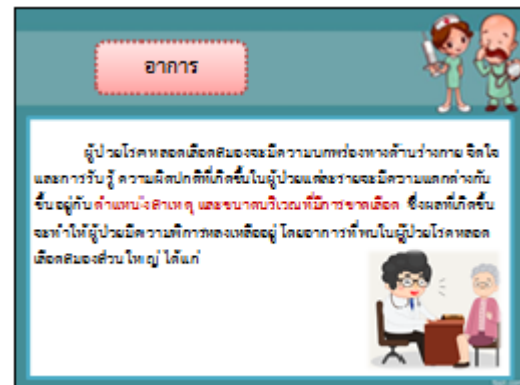 อาการ
ผู้ป่วยโรคหลอดเลือดสมองจะมีความบกพร่องทางด้านร่างกาย จิตใจ
และการรับรู้ ความผิดปกติที่เกิดขึ้นในผู้ป่วยแต่ละรายจะมีความแตกต่างกัน
ขึ้นอยู่กับตำแหน่ง สาเหตุ และขนาดบริเวณที่มีการขาดเลือด ซึ่งผลที่เกิดขึ้น
จะทำให้ผู้ป่วยมีความพิการหลงเหลืออยู่ โดยอาการที่พบในผู้ป่วยโรคหลอด
เลือดสมองส่วนใหญ่ ได้แก่